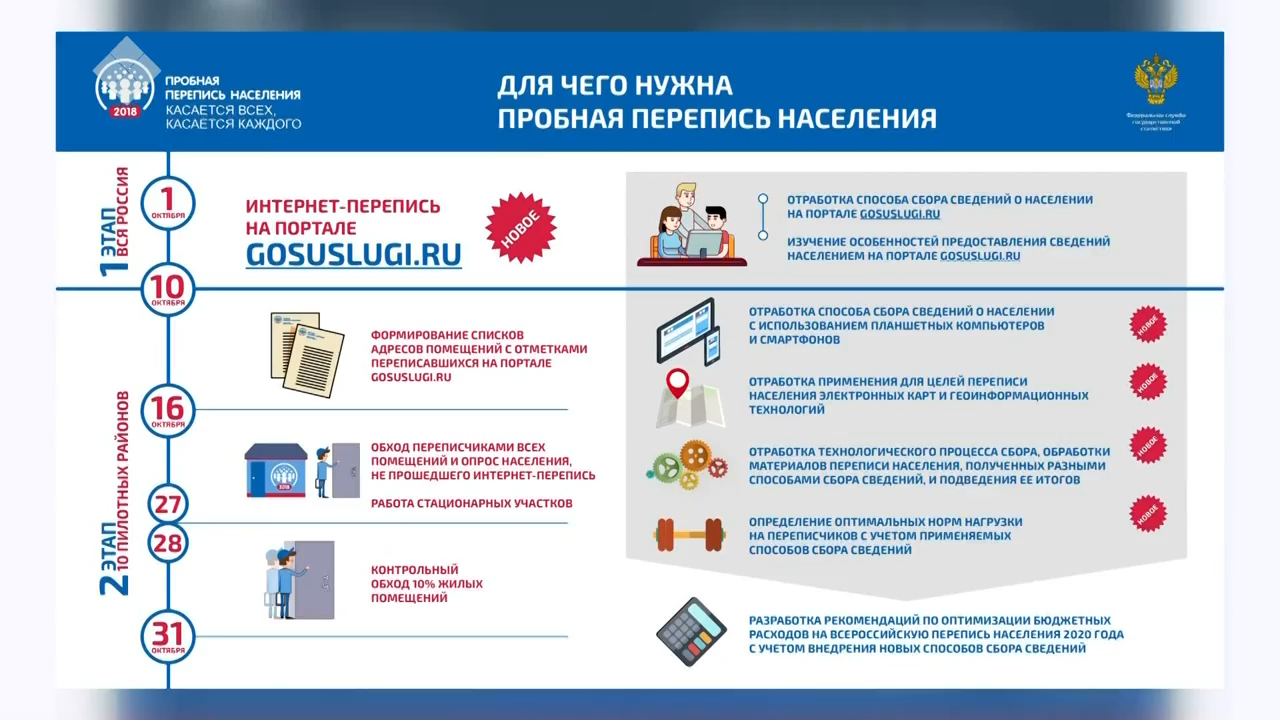 ПРОБНАЯ
ПЕРЕПИСЬ НАСЕЛЕНИЯ
КАСАЕТСЯ ВСЕХ,
КАСАЕТСЯ КАЖДОГО
2018
ДЛЯ ЧЕГО НУЖНА
ПРОБНАЯ ПЕРЕПИСЬ НАСЕЛЕНИЯ
Федеральная служба
государственной
статистики
1 ЭТАП
ВСЯ РОССИЯ
1
ОКТЯБРЯ
ИНТЕРНЕТ-ПЕРЕПИСЬ
НА ПОРТАЛЕ
GOSUSLUGI.RU
НОВОЕ
ОТРАБОТКА СПОСОБА СБОРА СВЕДЕНИЙ О НАСЕЛЕНИИ
НА ПОРТАЛЕ GOSUSLUGI.RU
ИЗУЧЕНИЕ ОСОБЕННОСТЕЙ ПРЕДОСТАВЛЕНИЯ СВЕДЕНИЙ
НАСЕЛЕНИЕМ НА ПОРТАЛЕ GOSUSLUGI.RU
10
ОКТЯБРЯ
2 ЭТАП
10 ПИЛОТНЫХ РАЙОНОВ
ФОРМИРОВАНИЕ СПИСКОВ
АДРЕСОВ ПОМЕЩЕНИЙ С ОТМЕТКАМИ
ПЕРЕПИСАВШИХСЯ НА ПОРТАЛЕ
GOSUSLUGI.RU
16
ОКТЯБРЯ
ОБХОД ПЕРЕПИСЧИКАМИ ВСЕХ
ПОМЕЩЕНИЙ И ОПРОС НАСЕЛЕНИЯ,
НЕ ПРОШЕДШЕГО ИНТЕРНЕТ-ПЕРЕПИСЬ
РАБОТА СТАЦИОНАРНЫХ УЧАСТКОВ
2018
27
28
КОНТРОЛЬНЫЙ
ОБХОД 10% ЖИЛЫХ
ПОМЕЩЕНИЙ
31
ОКТЯБРЯ
ОТРАБОТКА СПОСОБА СБОРА СВЕДЕНИЙ О НАСЕЛЕНИИ
С ИСПОЛЬЗОВАНИЕМ ПЛАНШЕТНЫХ КОМПЬЮТЕРОВ
И СМАРТФОНОВ
НОВОЕ
ОТРАБОТКА ПРИМЕНЕНИЯ ДЛЯ ЦЕЛЕЙ ПЕРЕПИСИ
НАСЕЛЕНИЯ ЭЛЕКТРОННЫХ КАРТ И ГЕОИНФОРМАЦИОННЫХ
ТЕХНОЛОГИЙ
НОВОЕ
ОТРАБОТКА ТЕХНОЛОГИЧЕСКОГО ПРОЦЕССА СБОРА, ОБРАБОТКИ
МАТЕРИАЛОВ ПЕРЕПИСИ НАСЕЛЕНИЯ, ПОЛУЧЕННЫХ РАЗНЫМИ
СПОСОБАМИ СБОРА СВЕДЕНИЙ, И ПОДВЕДЕНИЯ ЕЕ ИТОГОВ
НОВОЕ
ОПРЕДЕЛЕНИЕ ОПТИМАЛЬНЫХ НОРМ НАГРУЗКИ
НА ПЕРЕПИСЧИКОВ С УЧЕТОМ ПРИМЕНЯЕМЫХ
СПОСОБОВ СБОРА СВЕДЕНИЙ
НОВОЕ
РАЗРАБОТКА РЕКОМЕНДАЦИЙ ПО ОПТИМИЗАЦИИ БЮДЖЕТНЫХ
РАСХОДОВ НА ВСЕРОССИЙСКУЮ ПЕРЕПИСЬ НАСЕЛЕНИЯ 2020 ГОДА
С УЧЕТОМ ВНЕДРЕНИЯ НОВЫХ СПОСОБОВ СБОРА СВЕДЕНИЙ